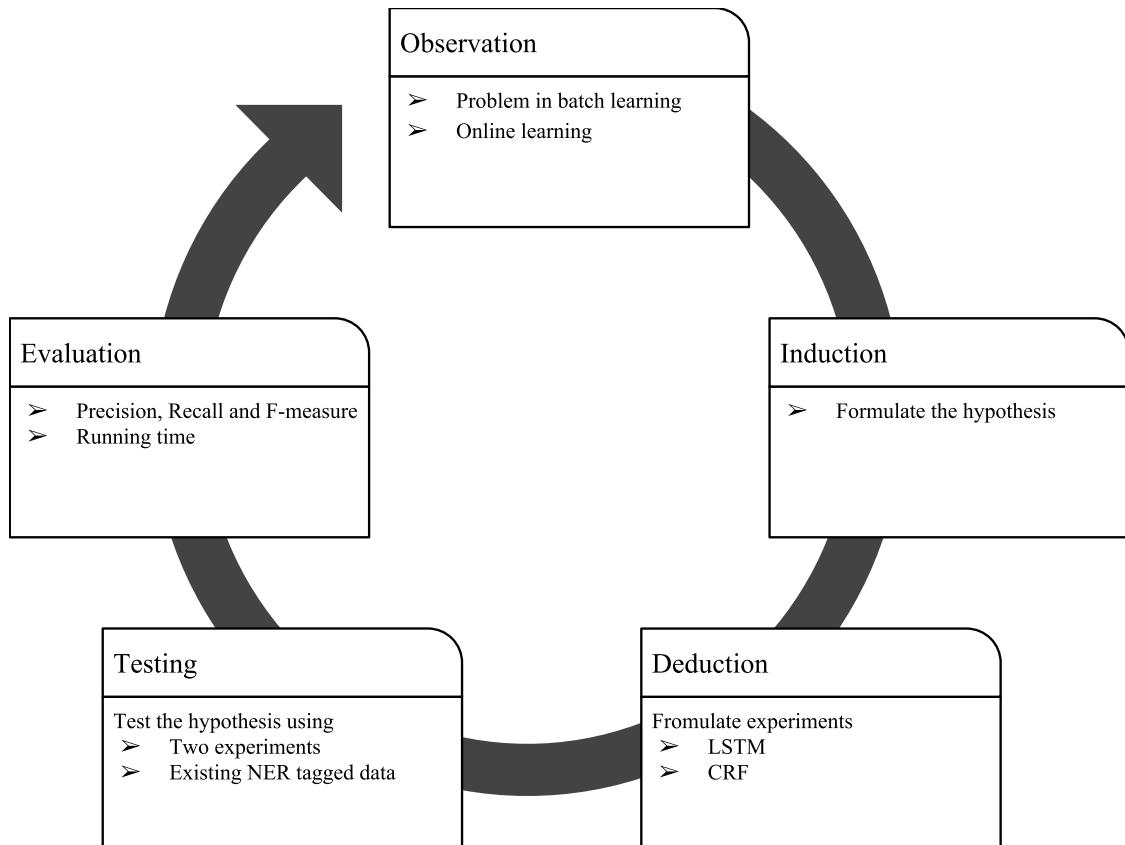 Observation
➢ Problem in batch learning
➢ Online learning
Induction
➢ Formulate the hypothesis
Deduction
Fromulate experiments
➢ LSTM
➢ CRF
Testing
Test the hypothesis using
➢ Two experiments
➢ Existing NER tagged data
Evaluation
➢ Precision, Recall and F-measure
➢ Running time